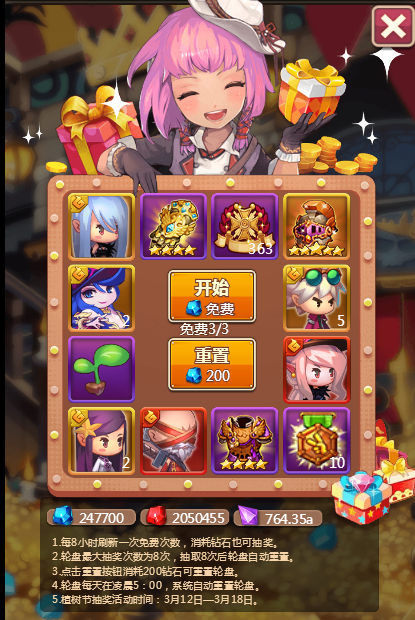 363
2
开始
免费
免费3/3
5
重置
200
2
10
247700
2050455
764.35a
1.每8小时刷新一次免费次数，消耗钻石也可抽奖。
2.轮盘最大抽奖次数为8次，抽取8次后轮盘自动重置。
3.点击重置按钮消耗200钻石可重置轮盘。
4.轮盘每天在凌晨5：00，系统自动重置轮盘。
5.植树节抽奖活动时间：3月12日—3月18日。